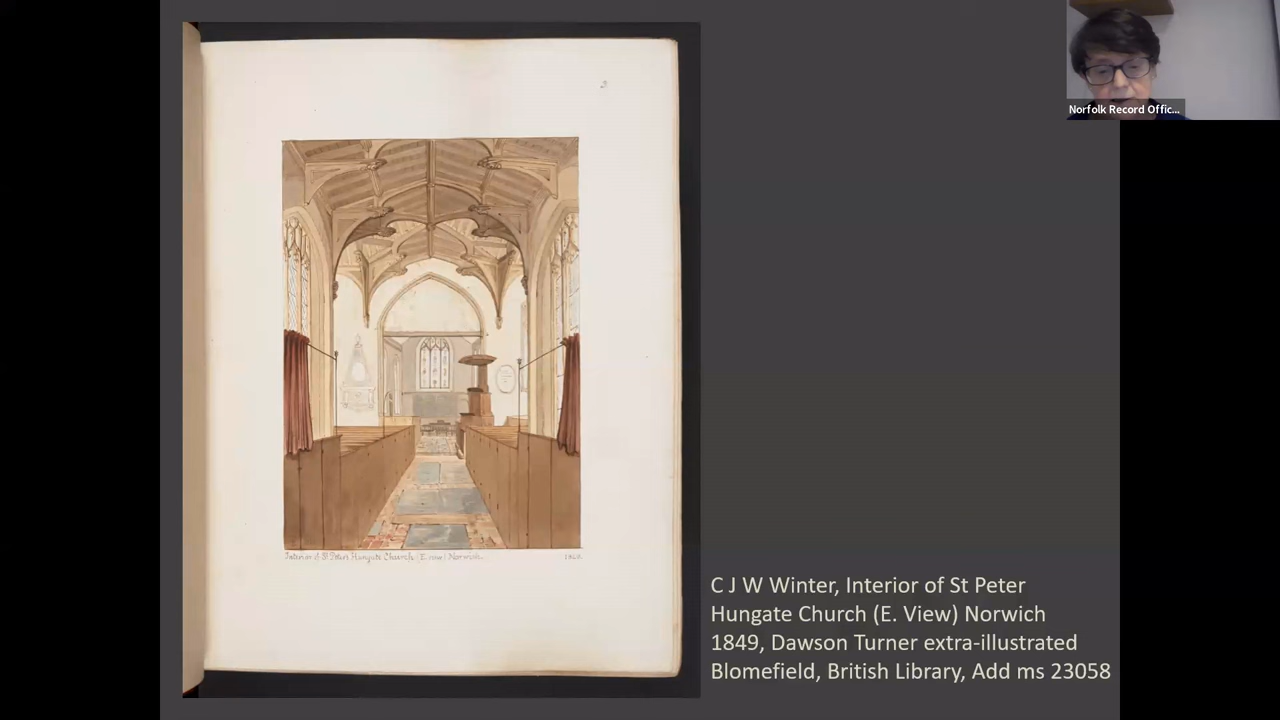 Norfolk Record Offic...
3
Interior of St Peter's Hungate Church (E. view) Norwich.
1849.
C J W Winter, Interior of St Peter
Hungate Church (E. View) Norwich
1849, Dawson Turner extra-illustrated
Blomefield, British Library, Add ms 23058